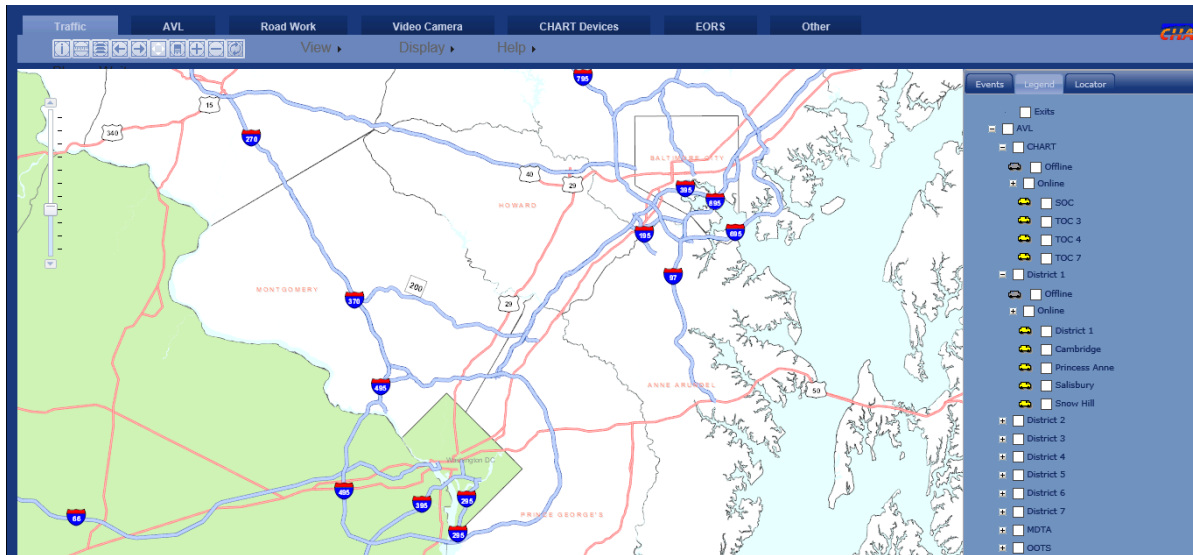 Traffic AVL Road Work Video Camera CHART Devices EORS Other
View Display Help
CHA
Events Legend Locator
Exits
AVL
CHART
Offline
Online
SOC
TOC 3
TOC 4
TOC 7
District 1
Offline
Online
District 1
Cambridge
Princess Anne
Salisbury
Snow Hill
District 2
District 3
District 4
District 5
District 6
District 7
MDTA
OOTS
795
15
340
270
BALTIMORE CITY
40
29
395
695
HOWARD
195
695
97
MONTGOMERY
370
200
29
495
ANNE ARUNDEL
50
Washington DC
495
395
295
66
PRINCE GEORGE'S
295